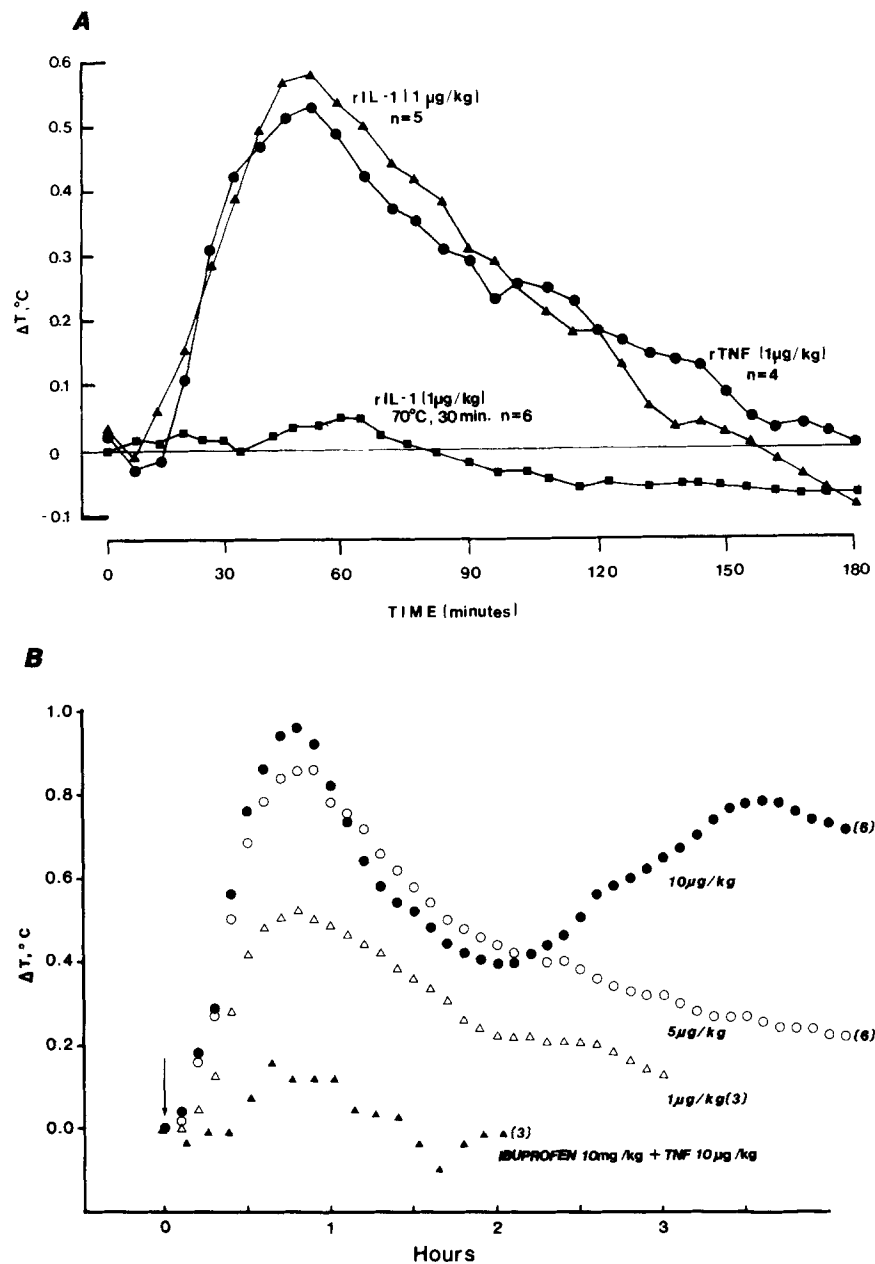 A
0.6
0.5
0.4
0.3
0.2
0.1
0
-0.1
ΔT,°C
rIL-1 (1 µg/kg)
n=5
rTNF (1µg/kg)
n=4
rIL-1 (1µg/kg)
70°C, 30min. n=6
0 30 60 90 120 150 180
TIME (minutes)
B
1.0
0.8
0.6
0.4
0.2
0.0
ΔT,°C
(6)
10µg/kg
5µg/kg
(6)
1µg/kg(3)
(3)
IBUPROFEN 10mg/kg + TNF 10µg/kg
0 1 2 3
Hours